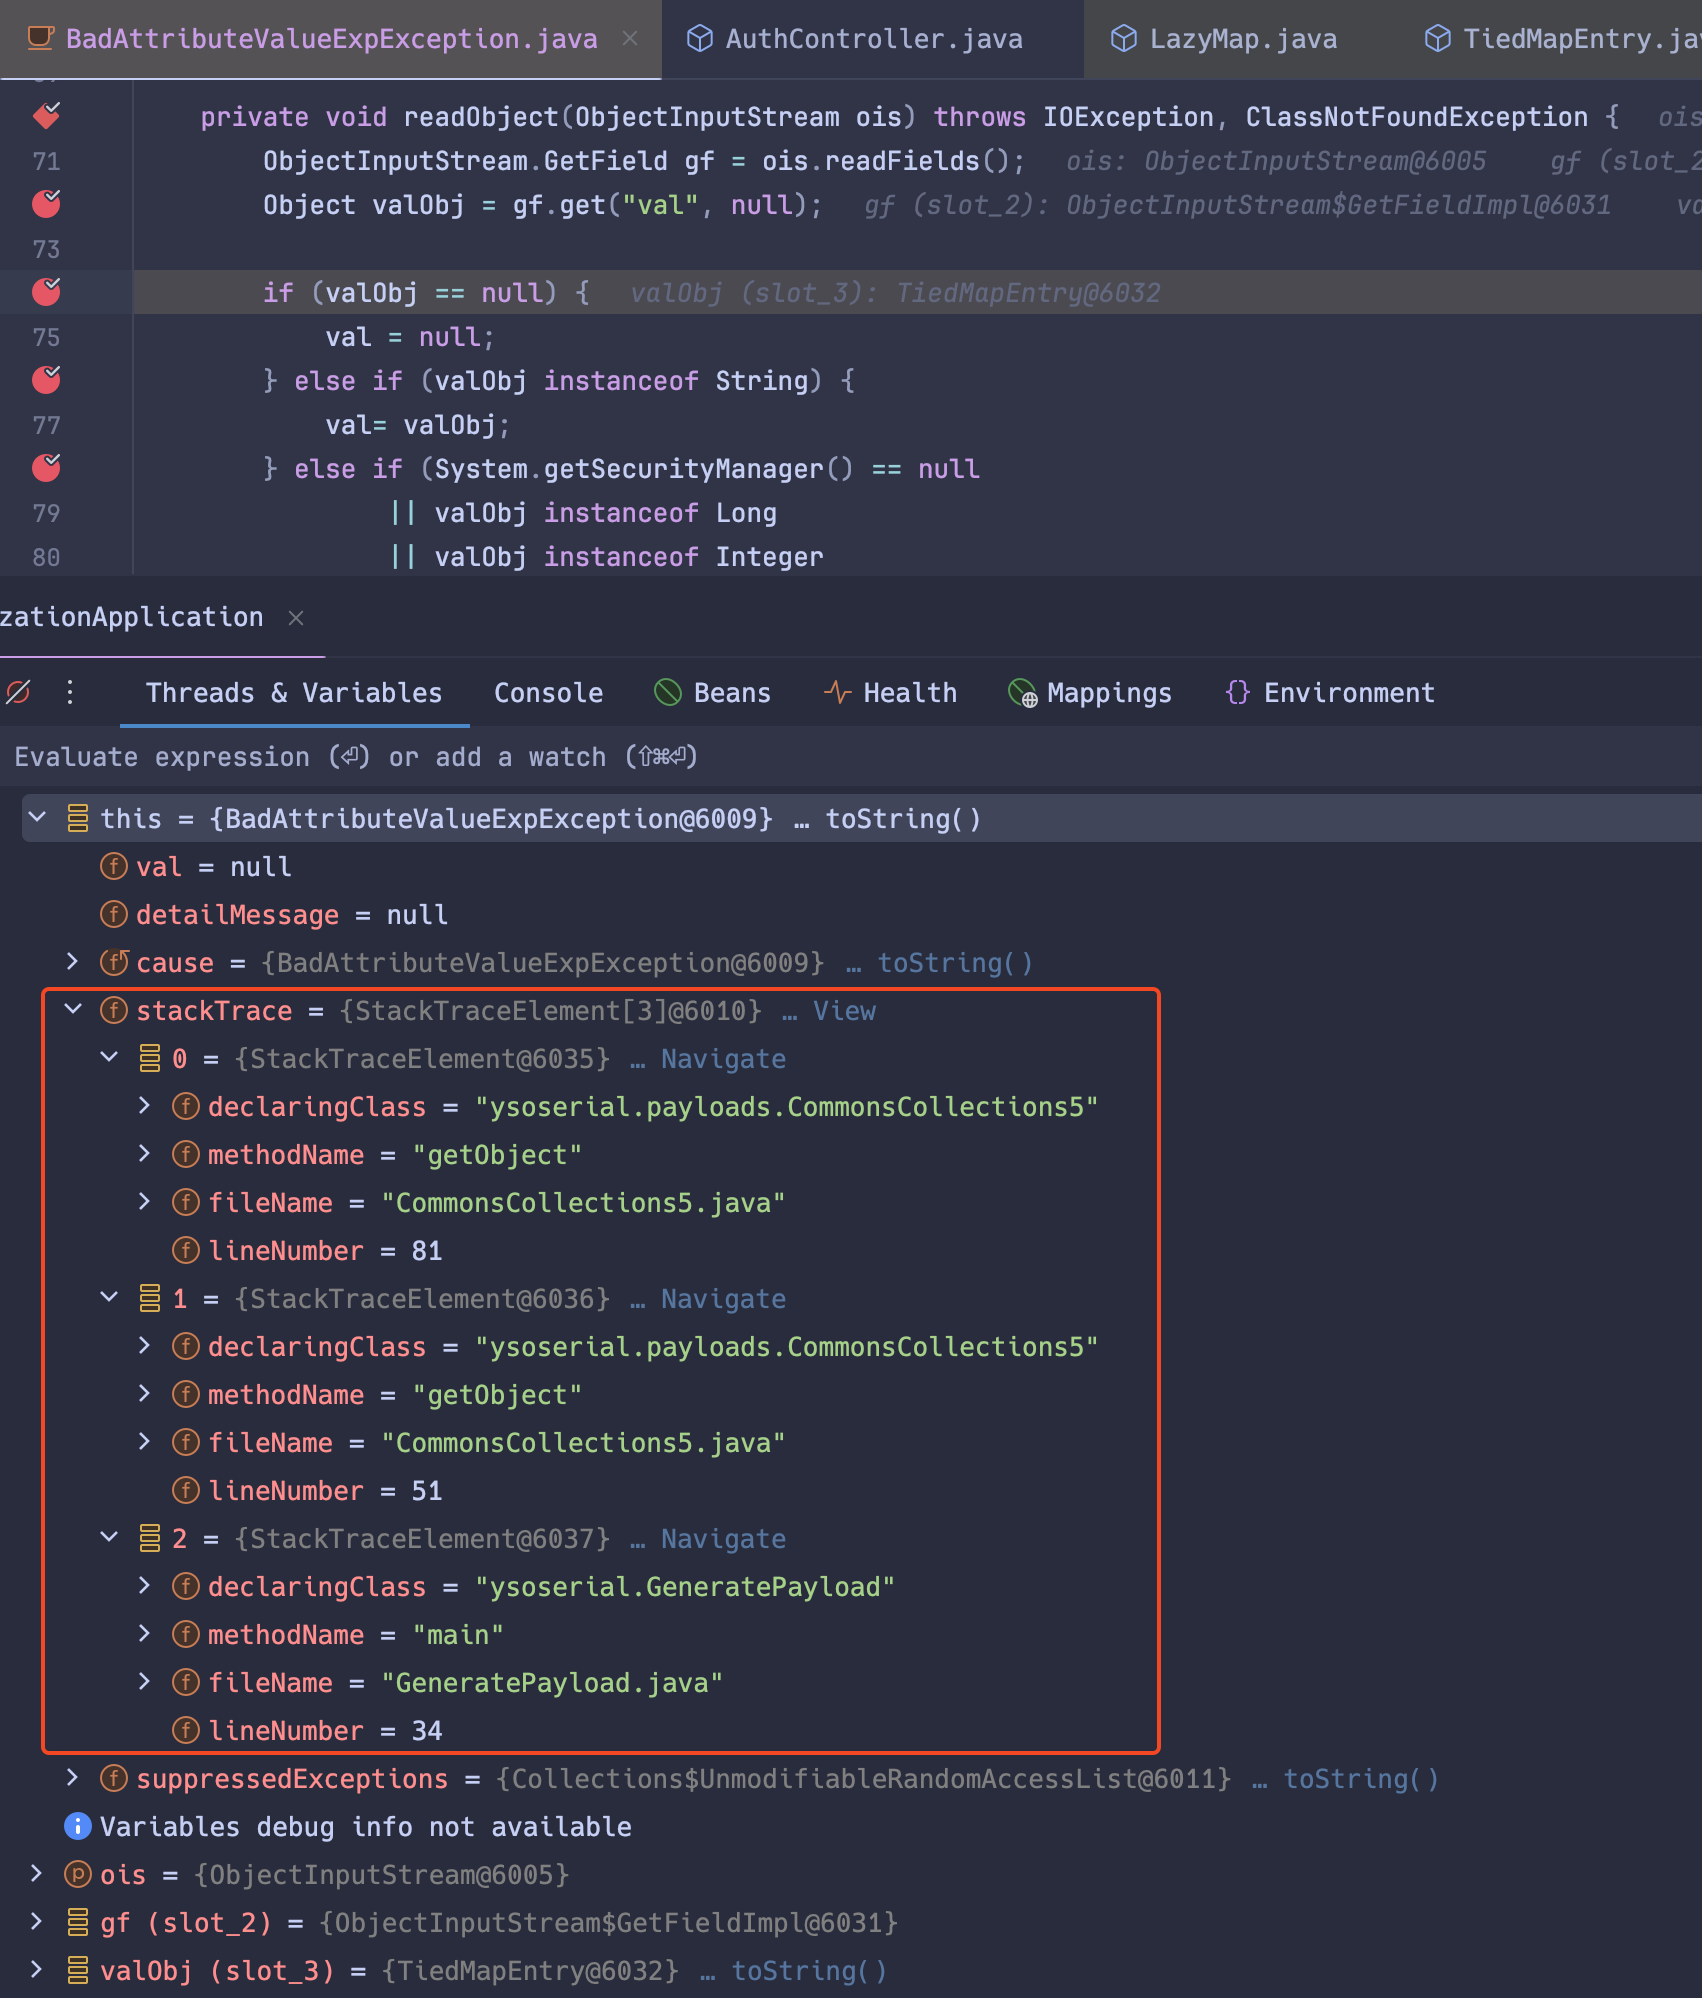 BadAttributeValueExpException.java × AuthController.java LazyMap.java TiedMapEntry.jav
private void readObject(ObjectInputStream ois) throws IOException, ClassNotFoundException { ois
71 ObjectInputStream.GetField gf = ois.readFields(); ois: ObjectInputStream@6005 gf (slot_2
Object valObj = gf.get("val", null); gf (slot_2): ObjectInputStream$GetFieldImpl@6031 va
73
if (valObj == null) { valObj (slot_3): TiedMapEntry@6032
75 val = null;
} else if (valObj instanceof String) {
77 val= valObj;
} else if (System.getSecurityManager() == null
79 || valObj instanceof Long
80 || valObj instanceof Integer
zationApplication ×
Threads & Variables Console Beans Health Mappings {} Environment
Evaluate expression (⏎) or add a watch (⇧⌘⏎)
this = {BadAttributeValueExpException@6009} … toString()
f val = null
f detailMessage = null
f cause = {BadAttributeValueExpException@6009} … toString()
f stackTrace = {StackTraceElement[3]@6010} … View
0 = {StackTraceElement@6035} … Navigate
f declaringClass = "ysoserial.payloads.CommonsCollections5"
f methodName = "getObject"
f fileName = "CommonsCollections5.java"
f lineNumber = 81
1 = {StackTraceElement@6036} … Navigate
f declaringClass = "ysoserial.payloads.CommonsCollections5"
f methodName = "getObject"
f fileName = "CommonsCollections5.java"
f lineNumber = 51
2 = {StackTraceElement@6037} … Navigate
f declaringClass = "ysoserial.GeneratePayload"
f methodName = "main"
f fileName = "GeneratePayload.java"
f lineNumber = 34
f suppressedExceptions = {Collections$UnmodifiableRandomAccessList@6011} … toString()
i Variables debug info not available
p ois = {ObjectInputStream@6005}
gf (slot_2) = {ObjectInputStream$GetFieldImpl@6031}
valObj (slot_3) = {TiedMapEntry@6032} … toString()